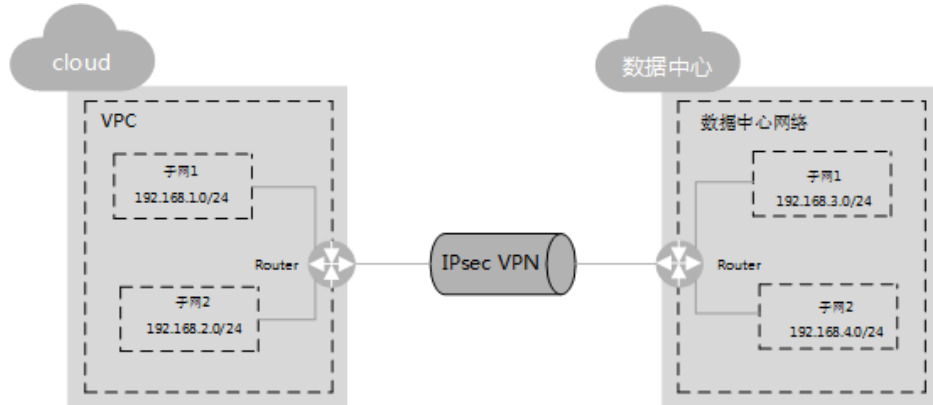 cloud
VPC
子网1
192.168.1.0/24
Router
子网2
192.168.2.0/24
IPsec VPN
数据中心
数据中心网络
子网1
192.168.3.0/24
Router
子网2
192.168.4.0/24